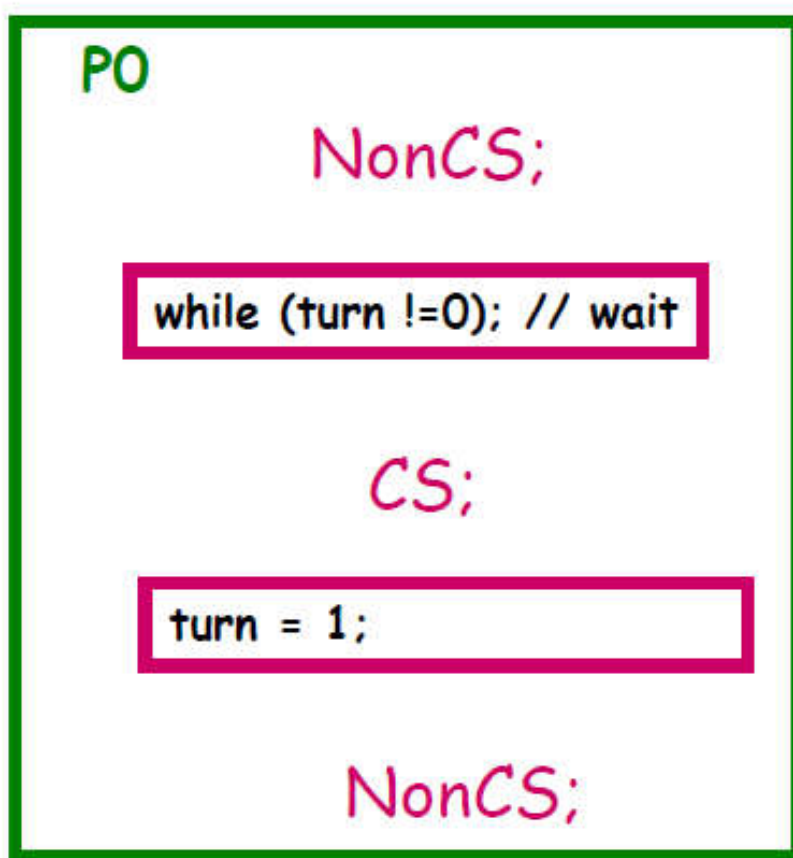 P0
NonCS;
while (turn !=0); // wait
CS;
turn = 1;
NonCS;